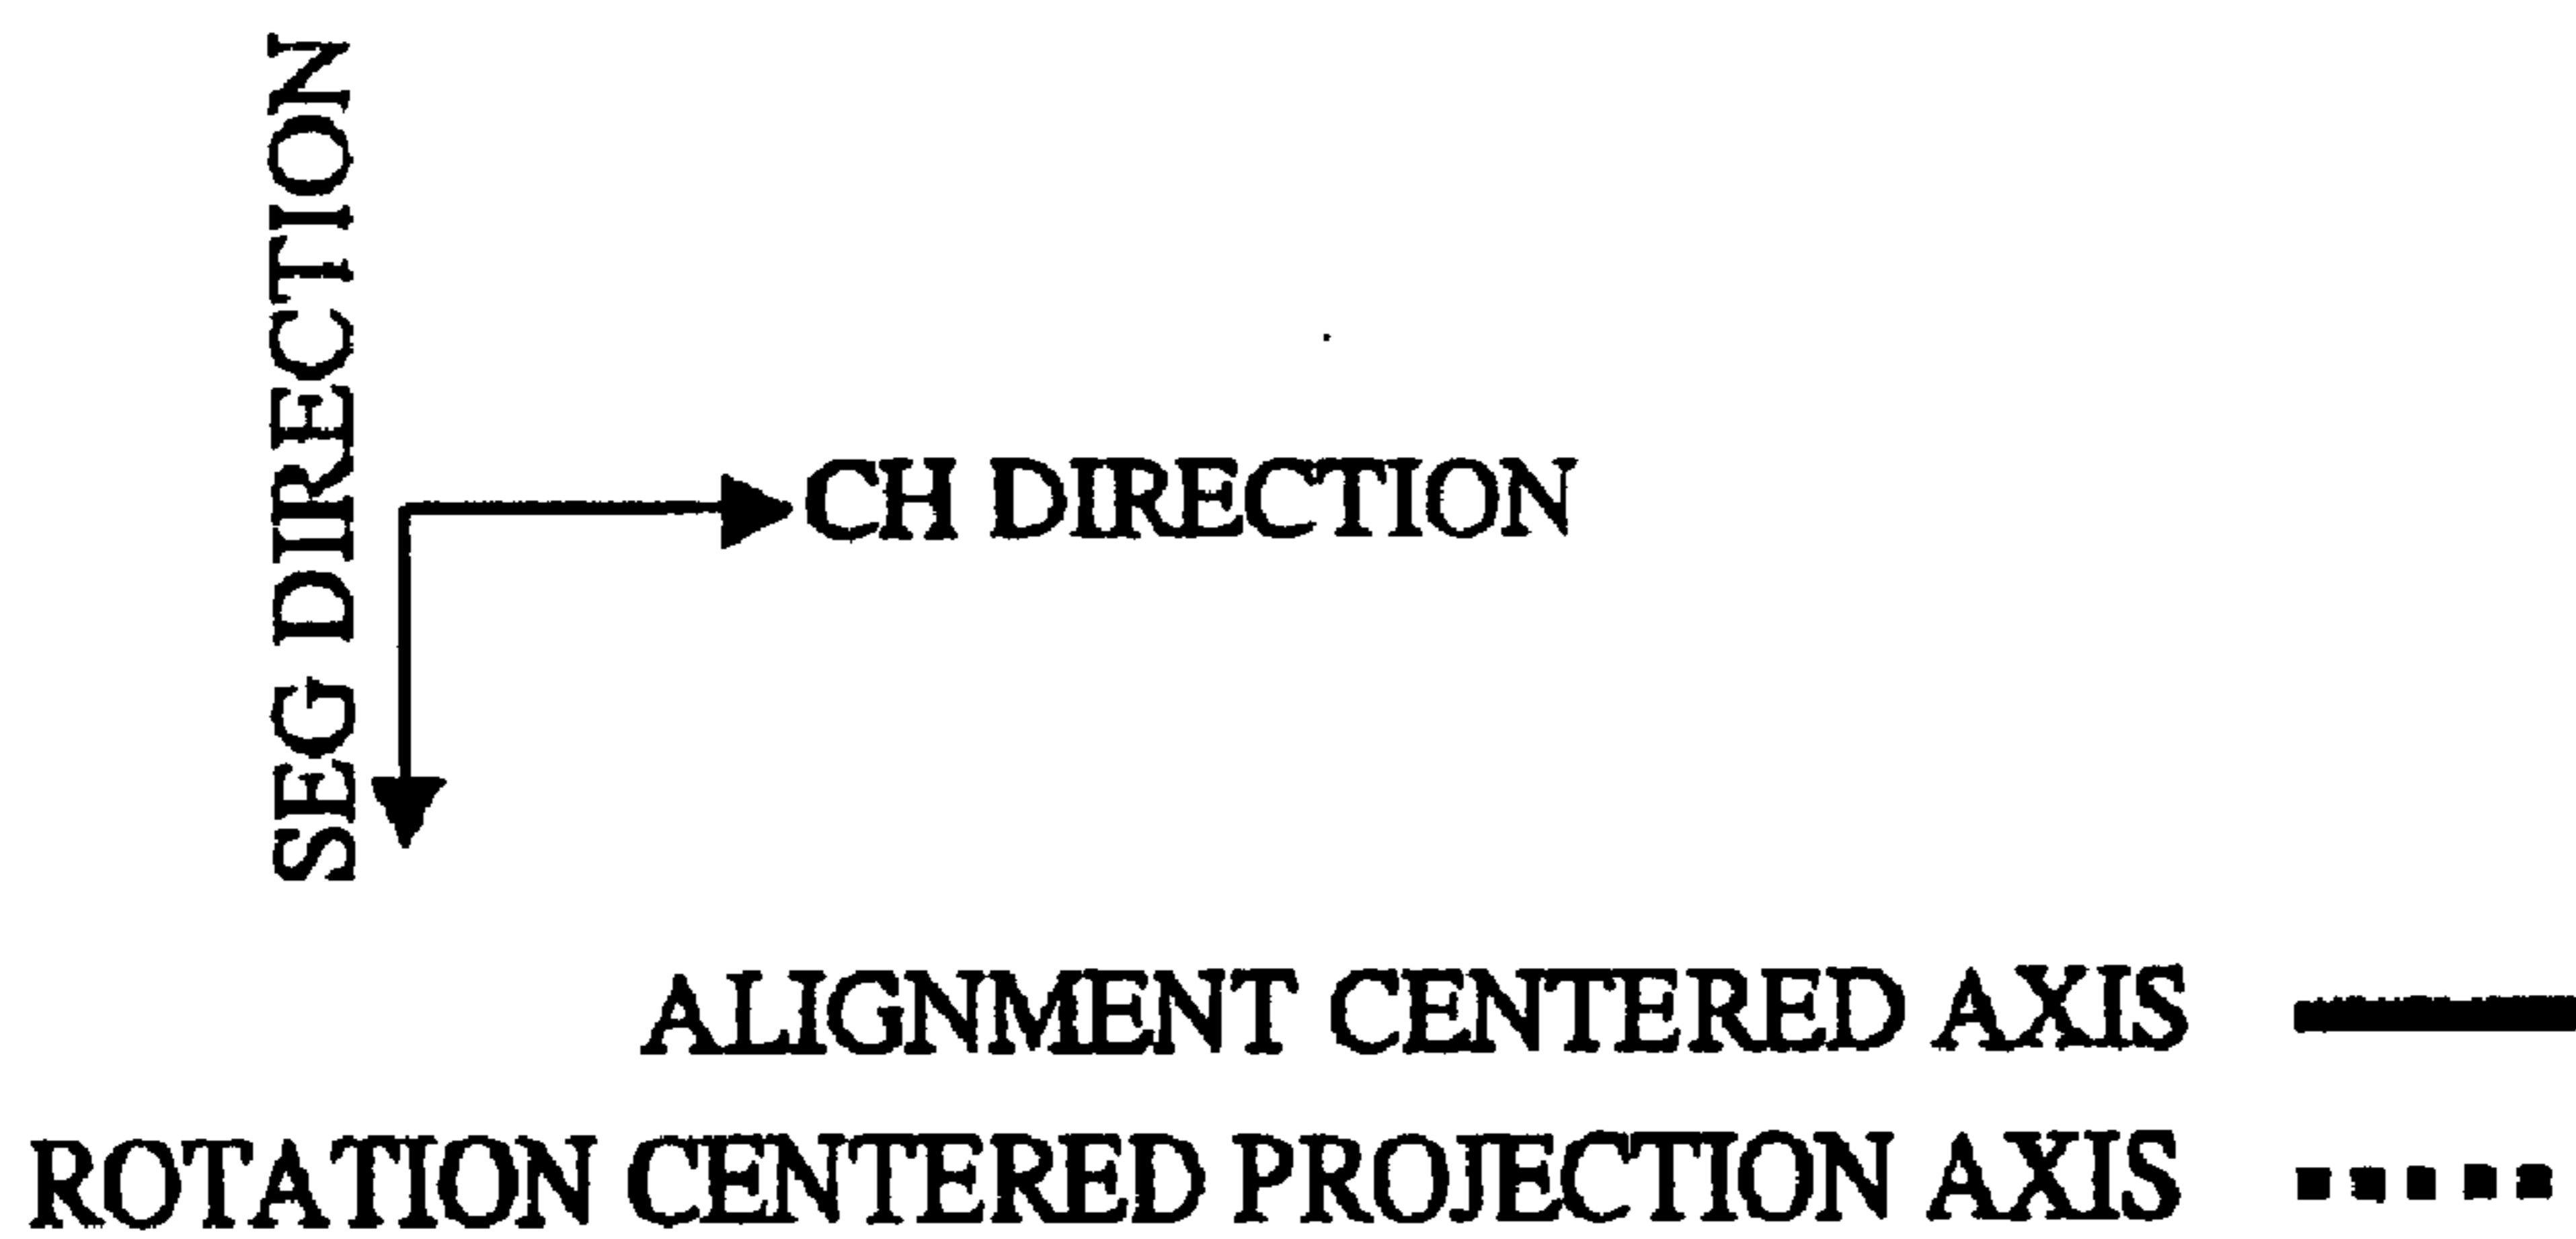 SEG DIRECTION
CH DIRECTION
ALIGNMENT CENTERED AXIS
ROTATION CENTERED PROJECTION AXIS